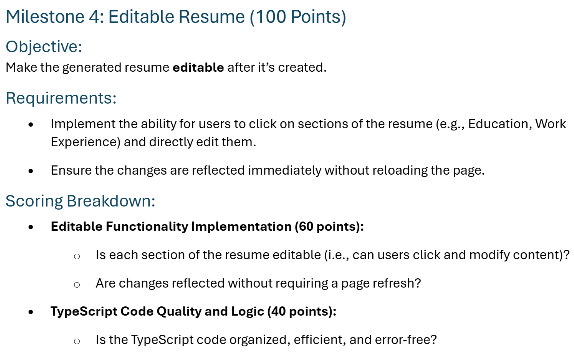 Milestone 4: Editable Resume (100 Points)
Objective:
Make the generated resume editable after it’s created.
Requirements:
• Implement the ability for users to click on sections of the resume (e.g., Education, Work
Experience) and directly edit them.
• Ensure the changes are reflected immediately without reloading the page.
Scoring Breakdown:
• Editable Functionality Implementation (60 points):
o Is each section of the resume editable (i.e., can users click and modify content)?
o Are changes reflected without requiring a page refresh?
• TypeScript Code Quality and Logic (40 points):
o Is the TypeScript code organized, efficient, and error-free?